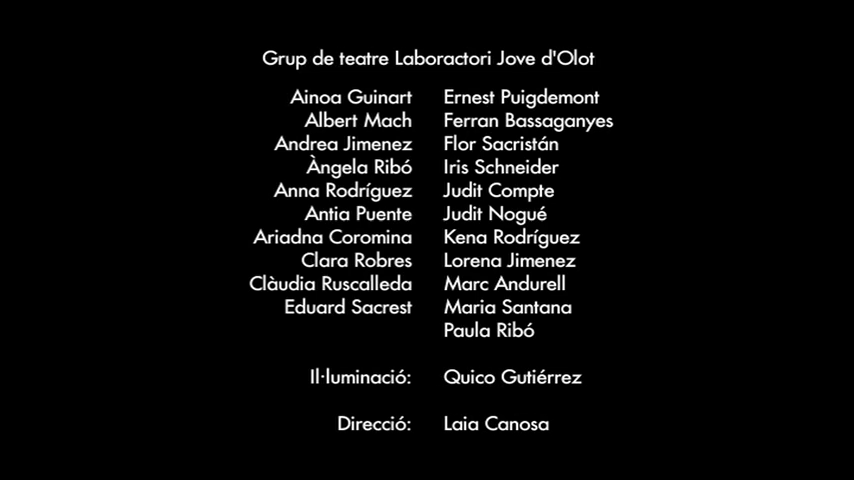 Grup de teatre Laboractori Jove d'Olot
Ainoa Guinart Ernest Puigdemont
Albert Mach Ferran Bassaganyes
Andrea Jimenez Flor Sacristán
Àngela Ribó Iris Schneider
Anna Rodríguez Judit Compte
Antia Puente Judit Nogué
Ariadna Coromina Kena Rodríguez
Clara Robres Lorena Jimenez
Clàudia Ruscalleda Marc Andurell
Eduard Sacrest Maria Santana
Paula Ribó
Il·luminació: Quico Gutiérrez
Direcció: Laia Canosa